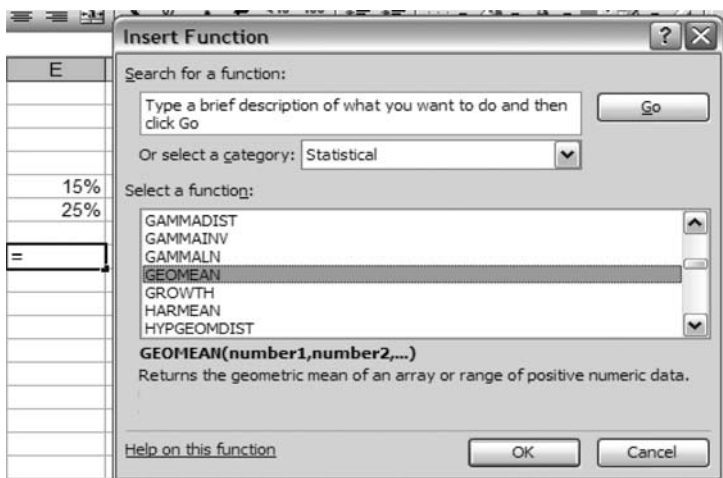 Insert Function
E
Search for a function:
Type a brief description of what you want to do and then
click Go
Go
Or select a category: Statistical
15%
Select a function:
25%
GAMMADIST
GAMMAINV
GAMMALN
=
GEOMEAN
GROWTH
HARMEAN
HYPGEOMDIST
GEOMEAN(number1,number2,...)
Returns the geometric mean of an array or range of positive numeric data.
Help on this function
OK
Cancel